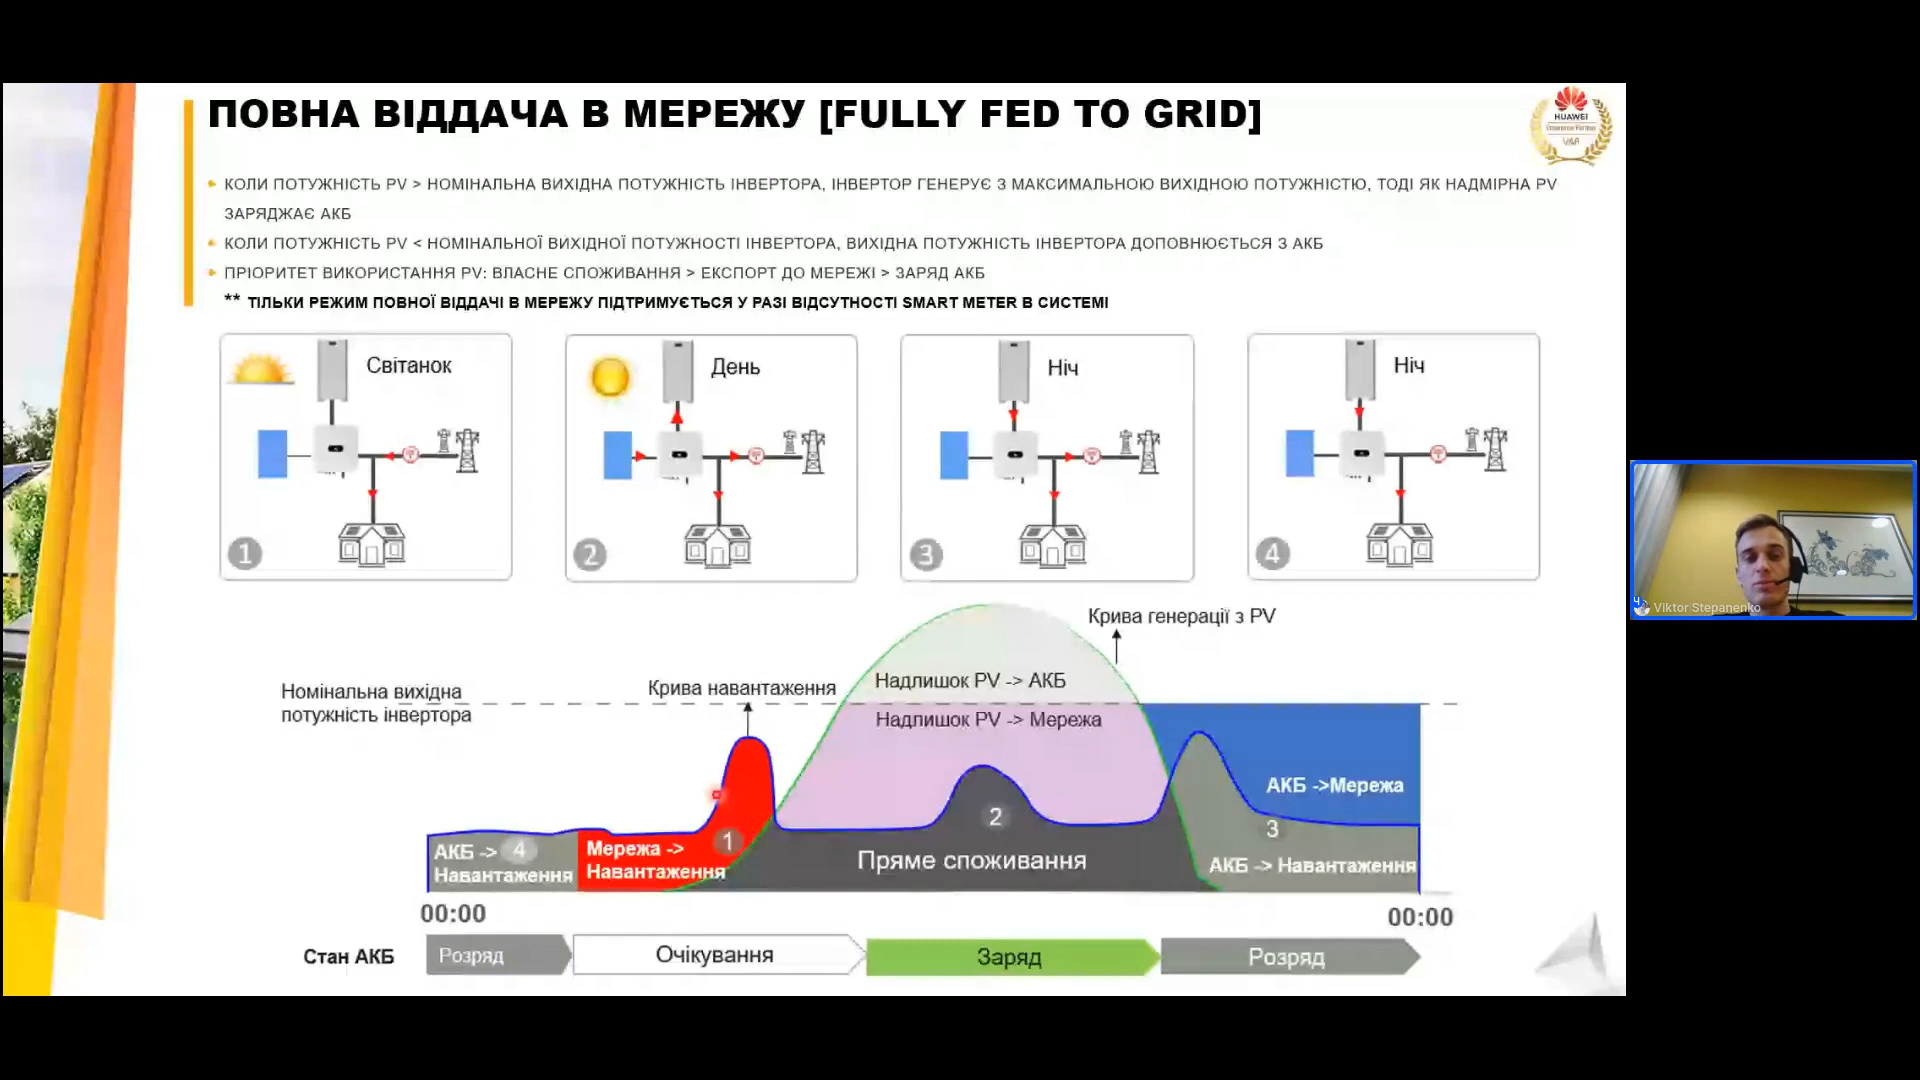 ПОВНА ВІДДАЧА В МЕРЕЖУ [FULLY FED TO GRID]
HUAWEI
КОЛИ ПОТУЖНІСТЬ PV > НОМІНАЛЬНА ВИХІДНА ПОТУЖНІСТЬ ІНВЕРТОРА, ІНВЕРТОР ГЕНЕРУЄ З МАКСИМАЛЬНОЮ ВИХІДНОЮ ПОТУЖНІСТЮ, ТОДІ ЯК НАДМІРНА PV
ЗАРЯДЖАЄ АКБ
КОЛИ ПОТУЖНІСТЬ PV < НОМІНАЛЬНОЇ ВИХІДНОЇ ПОТУЖНОСТІ ІНВЕРТОРА, ВИХІДНА ПОТУЖНІСТЬ ІНВЕРТОРА ДОПОВНЮЄТЬСЯ З АКБ
ПРІОРИТЕТ ВИКОРИСТАННЯ PV: ВЛАСНЕ СПОЖИВАННЯ > ЕКСПОРТ ДО МЕРЕЖІ > ЗАРЯД АКБ
** ТІЛЬКИ РЕЖИМ ПОВНОЇ ВІДДАЧІ В МЕРЕЖУ ПІДТРИМУЄТЬСЯ У РАЗІ ВІДСУТНОСТІ SMART METER В СИСТЕМІ
Світанок
1
День
2
Ніч
3
Ніч
4
Крива генерації з PV
Номінальна вихідна
потужність інвертора
Крива навантаження
Надлишок PV -> АКБ
Надлишок PV -> Мережа
АКБ ->Мережа
АКБ -> 4
Навантаження
Мережа -> 1
Навантаження
2
Пряме споживання
3
АКБ -> Навантаження
00:00
00:00
Стан АКБ
Розряд
Очікування
Заряд
Розряд
Viktor Stepanenko